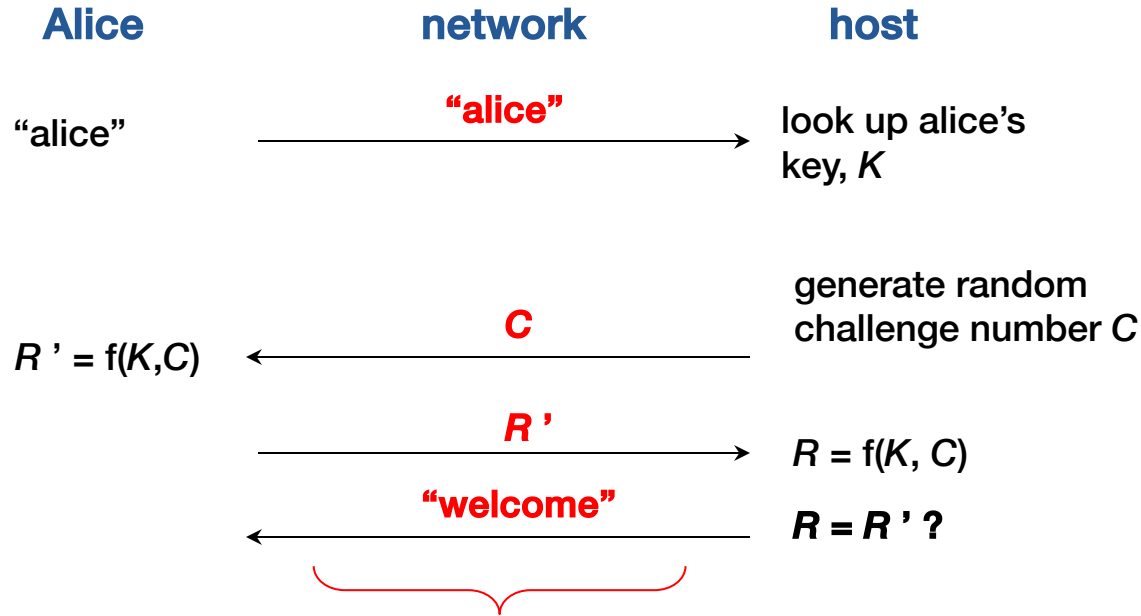 Alice network host
“alice”
“alice”
look up alice’s
key, K
generate random
challenge number C
C
R ’ = f(K,C)
R ’
R = f(K, C)
“welcome”
R = R ’ ?